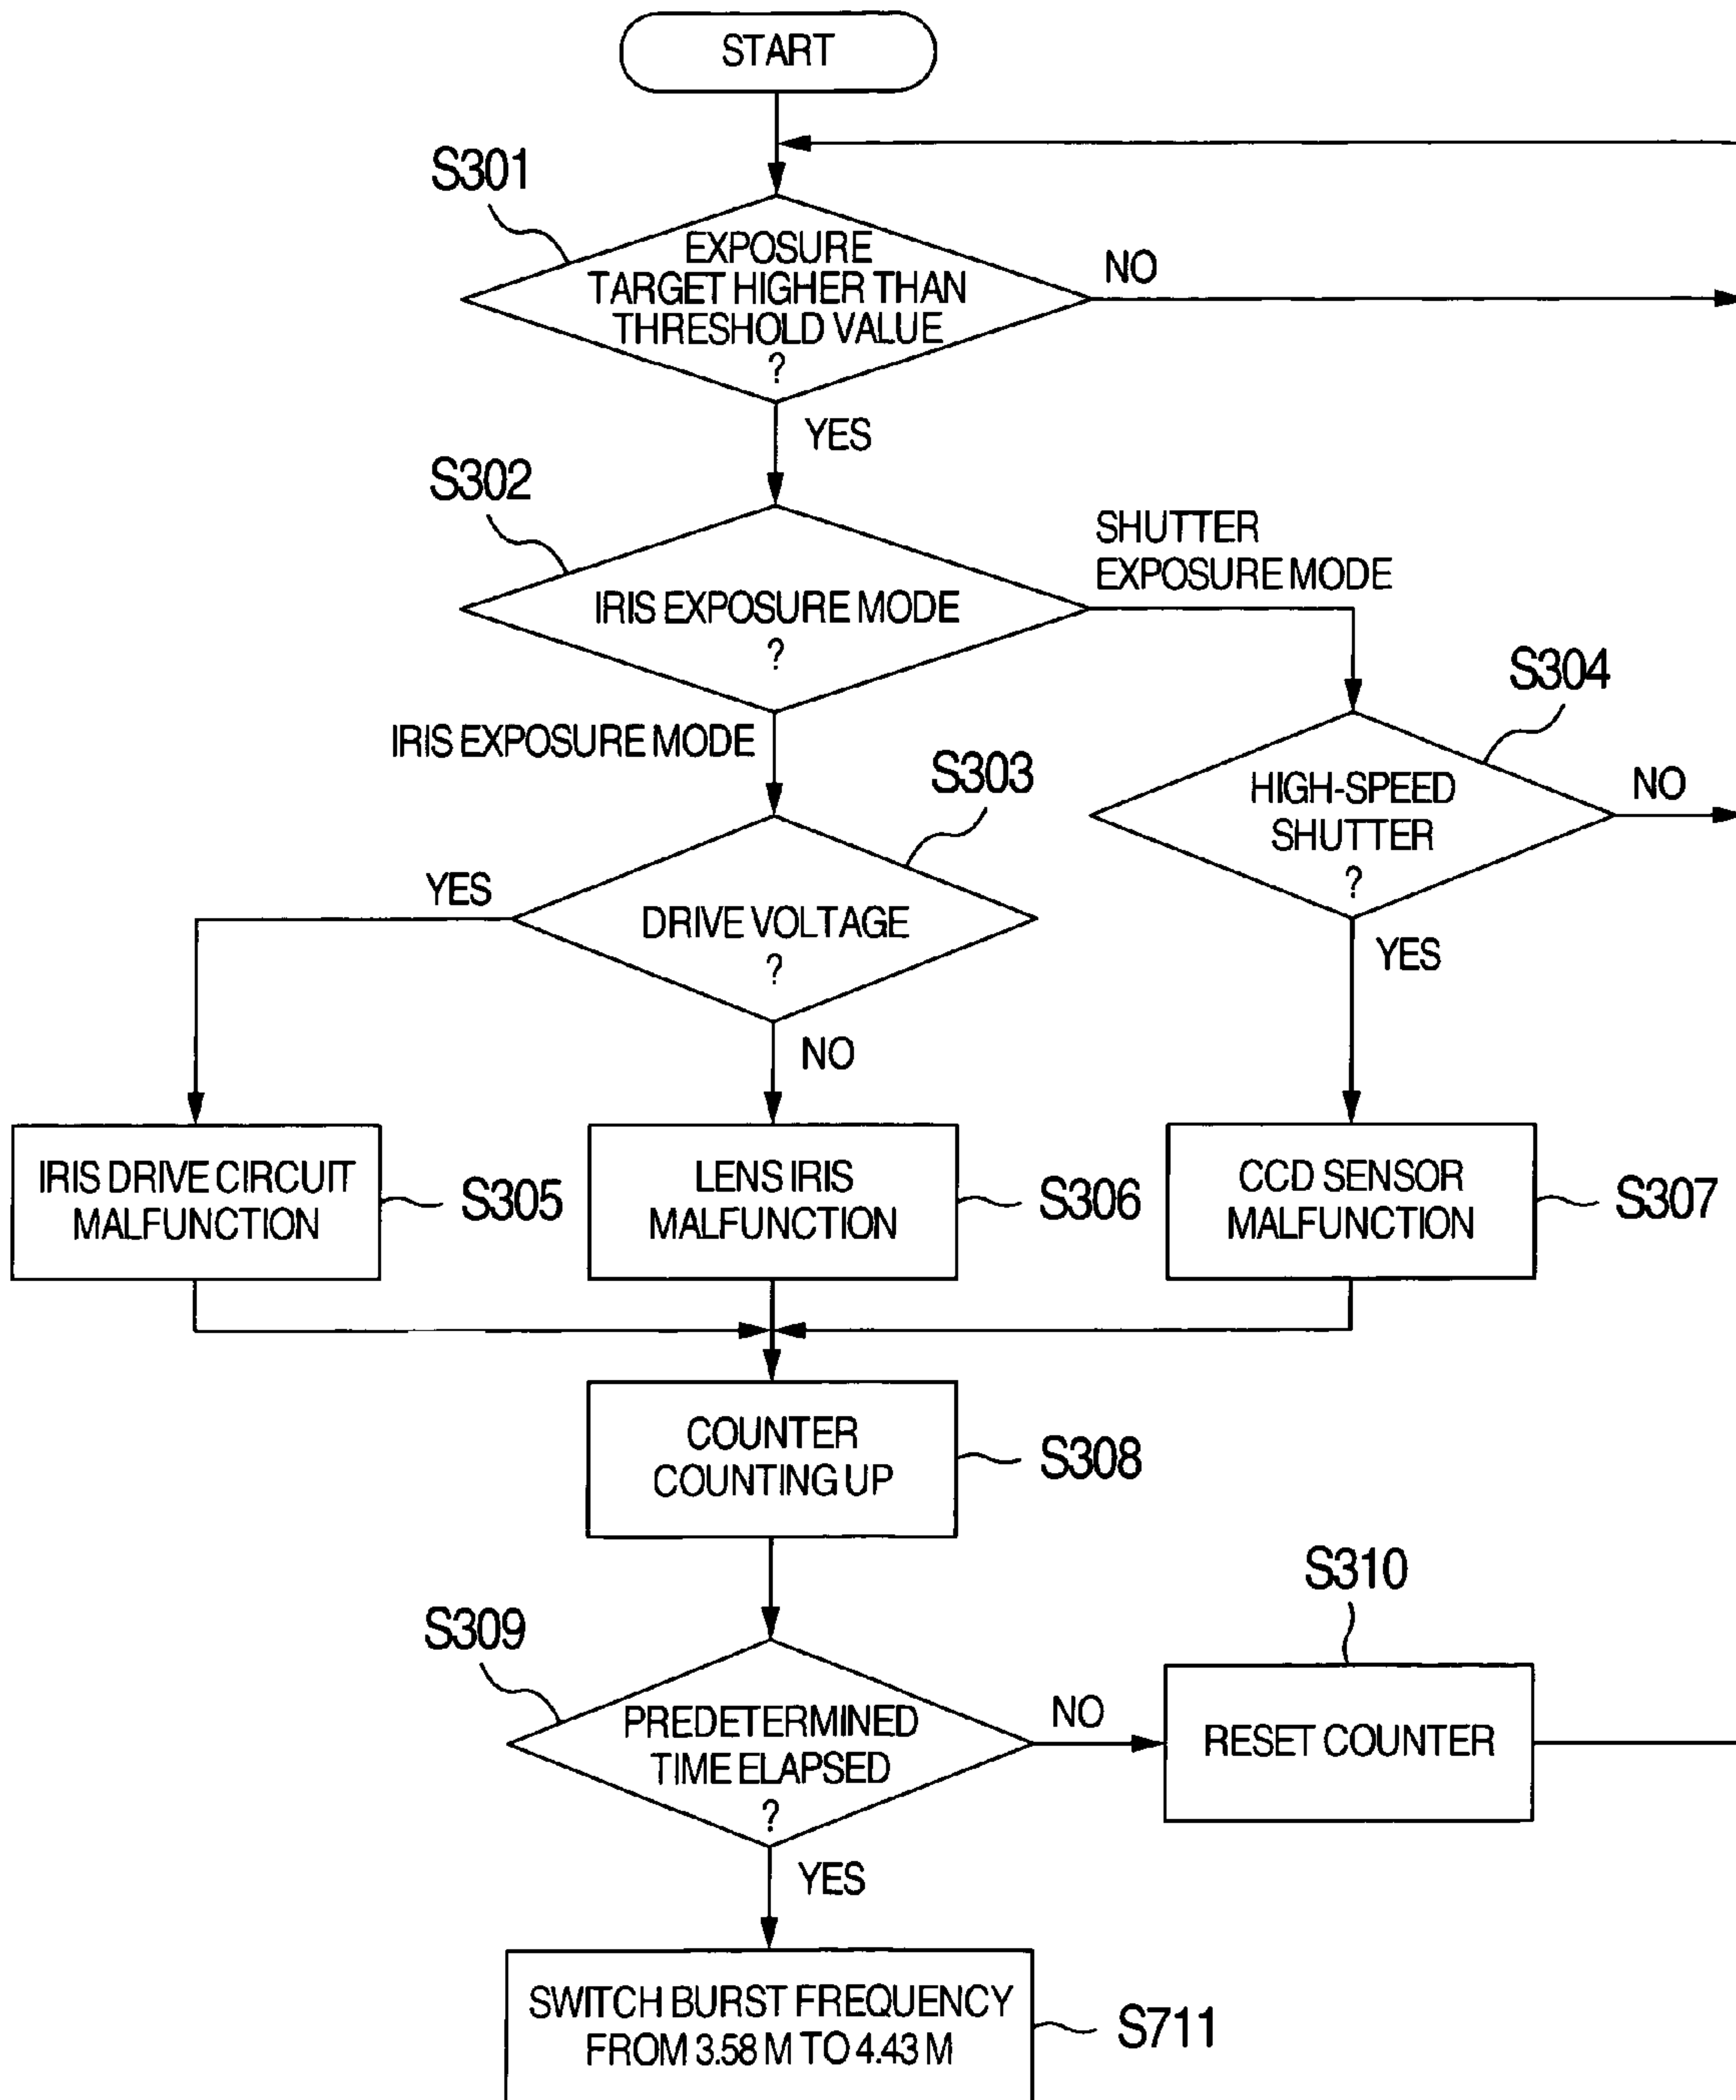 START
S301
EXPOSURE
TARGET HIGHER THAN
THRESHOLD VALUE
?
NO
YES
S302
IRIS EXPOSURE MODE
?
SHUTTER
EXPOSURE MODE
IRIS EXPOSURE MODE
S304
HIGH-SPEED
SHUTTER
?
NO
YES
S303
DRIVE VOLTAGE
?
YES
NO
IRIS DRIVE CIRCUIT
MALFUNCTION
S305
LENS IRIS
MALFUNCTION
S306
CCD SENSOR
MALFUNCTION
S307
COUNTER
COUNTING UP
S308
S309
PREDETERMINED
TIME ELAPSED
?
NO
S310
RESET COUNTER
YES
SWITCH BURST FREQUENCY
FROM 3.58 M TO 4.43 M
S711